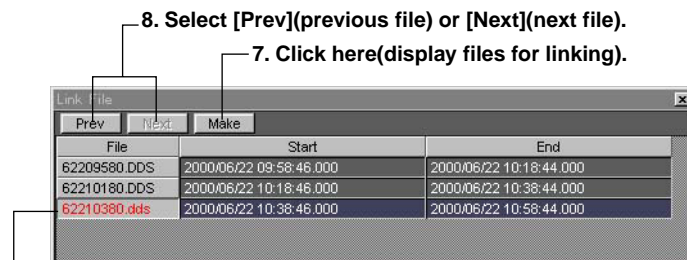 8. Select [Prev](previous file) or [Next](next file).
7. Click here(display files for linking).
Link File
Prev Next Make
File Start End
62209580.DDS 2000/06/22 09:58:46.000 2000/06/22 10:18:44.000
62210180.DDS 2000/06/22 10:18:46.000 2000/06/22 10:38:44.000
62210380.dds 2000/06/22 10:38:46.000 2000/06/22 10:58:44.000